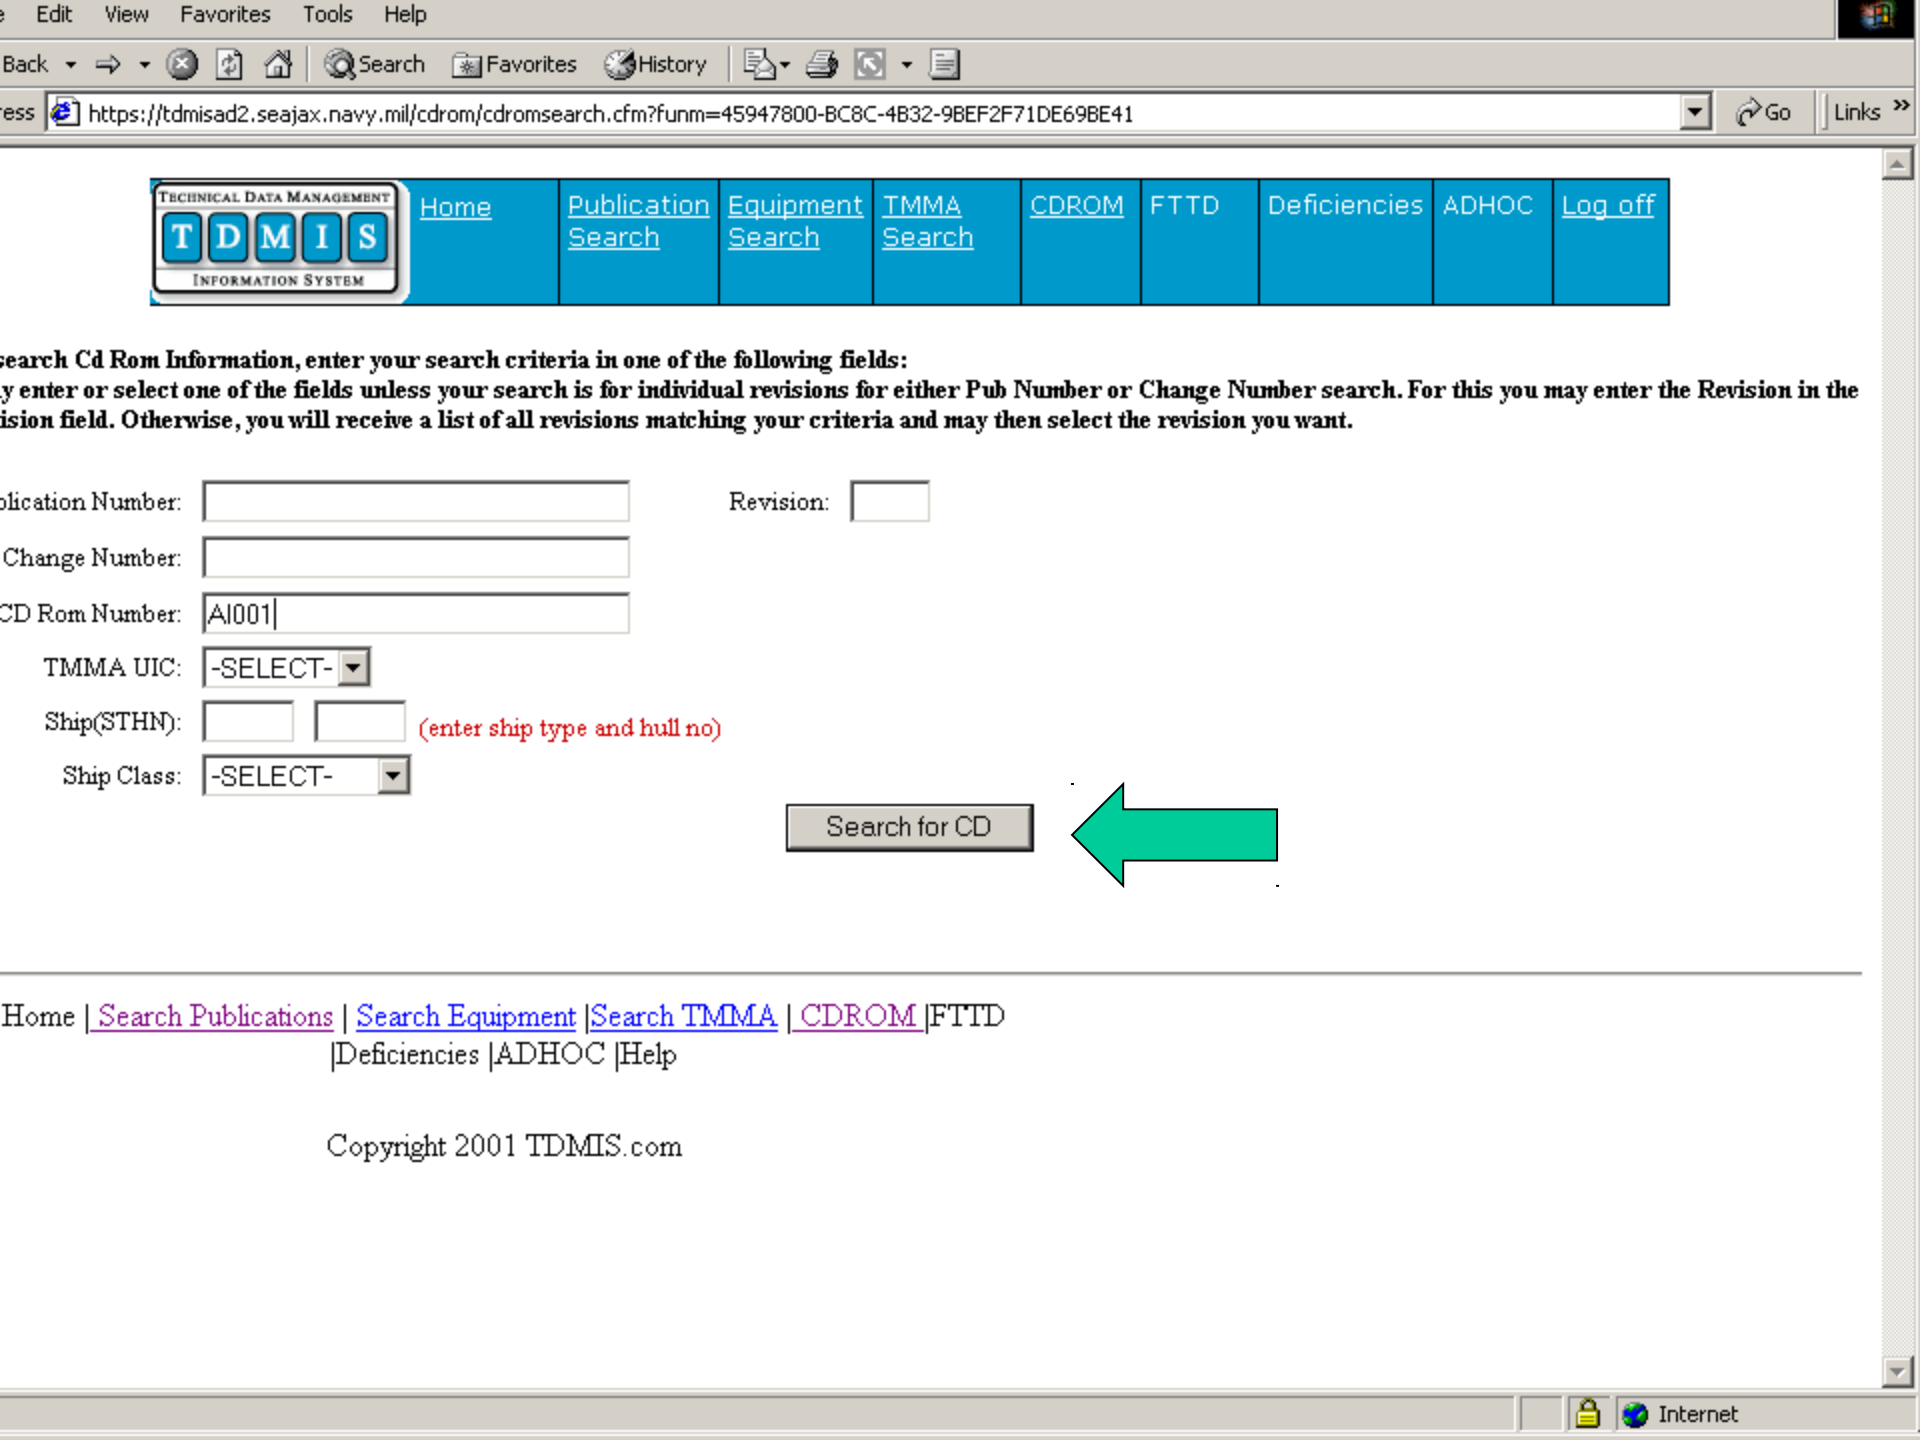 Edit View Favorites Tools Help
Back Search Favorites History
ress https://tdmisad2.seajax.navy.mil/cdrom/cdromsearch.cfm?funm=45947800-BC8C-4B32-9BEF2F71DE69BE41 Go Links »
TECHNICAL DATA MANAGEMENT
T D M I S
INFORMATION SYSTEM
Home Publication Search Equipment Search TMMA Search CDROM FTTD Deficiencies ADHOC Log off
search Cd Rom Information, enter your search criteria in one of the following fields:
y enter or select one of the fields unless your search is for individual revisions for either Pub Number or Change Number search. For this you may enter the Revision in the
ision field. Otherwise, you will receive a list of all revisions matching your criteria and may then select the revision you want.
blication Number: Revision:
Change Number:
CD Rom Number: AI001
TMMA UIC: -SELECT-
Ship(STHN): (enter ship type and hull no)
Ship Class: -SELECT-
Search for CD
Home | Search Publications | Search Equipment |Search TMMA | CDROM |FTTD
|Deficiencies |ADHOC |Help
Copyright 2001 TDMIS.com
Internet